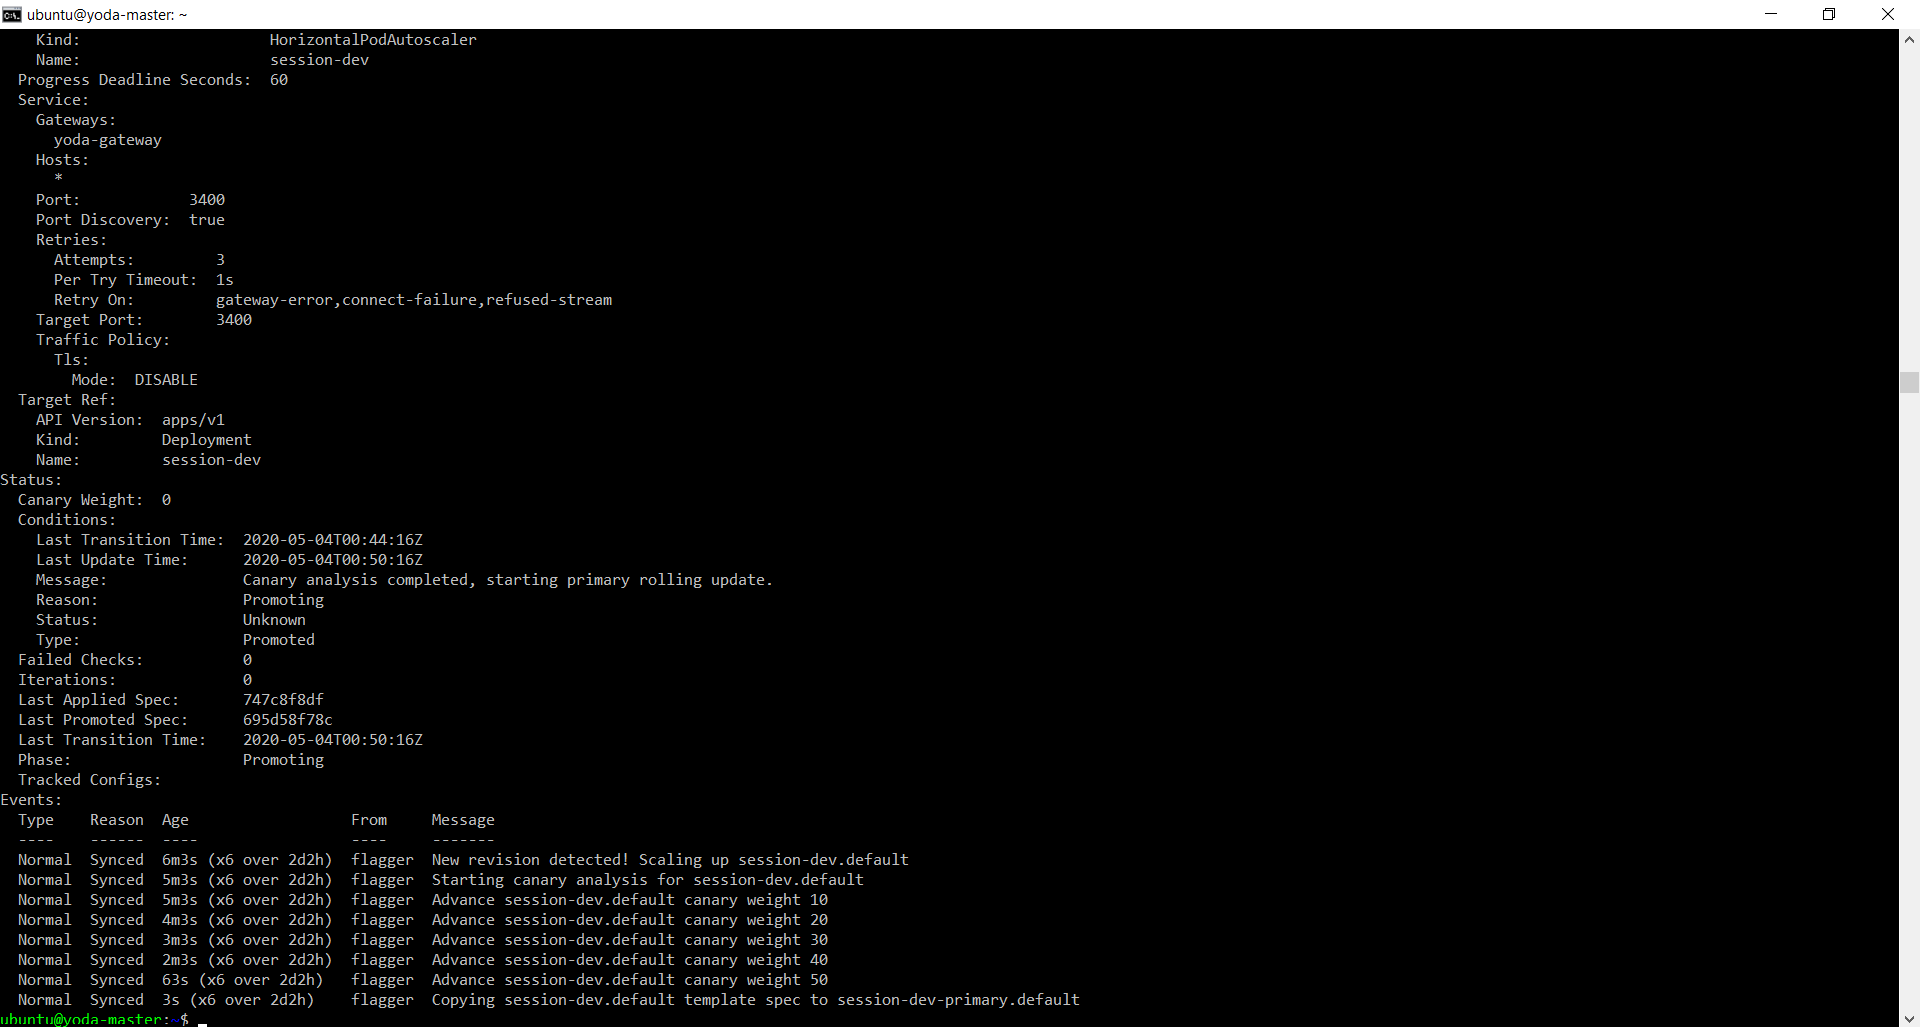 ubuntu@yoda-master: ~
    Kind:                     HorizontalPodAutoscaler
    Name:                     session-dev
  Progress Deadline Seconds:  60
  Service:
    Gateways:
      yoda-gateway
    Hosts:
      *
    Port:            3400
    Port Discovery:  true
    Retries:
      Attempts:         3
      Per Try Timeout:  1s
      Retry On:         gateway-error,connect-failure,refused-stream
    Target Port:        3400
    Traffic Policy:
      Tls:
        Mode:  DISABLE
  Target Ref:
    API Version:  apps/v1
    Kind:         Deployment
    Name:         session-dev
Status:
  Canary Weight:  0
  Conditions:
    Last Transition Time:  2020-05-04T00:44:16Z
    Last Update Time:      2020-05-04T00:50:16Z
    Message:               Canary analysis completed, starting primary rolling update.
    Reason:                Promoting
    Status:                Unknown
    Type:                  Promoted
  Failed Checks:           0
  Iterations:              0
  Last Applied Spec:       747c8f8df
  Last Promoted Spec:      695d58f78c
  Last Transition Time:    2020-05-04T00:50:16Z
  Phase:                   Promoting
  Tracked Configs:
Events:
  Type    Reason  Age                  From     Message
  ----    ------  ----                 ----     -------
  Normal  Synced  6m3s (x6 over 2d2h)  flagger  New revision detected! Scaling up session-dev.default
  Normal  Synced  5m3s (x6 over 2d2h)  flagger  Starting canary analysis for session-dev.default
  Normal  Synced  5m3s (x6 over 2d2h)  flagger  Advance session-dev.default canary weight 10
  Normal  Synced  4m3s (x6 over 2d2h)  flagger  Advance session-dev.default canary weight 20
  Normal  Synced  3m3s (x6 over 2d2h)  flagger  Advance session-dev.default canary weight 30
  Normal  Synced  2m3s (x6 over 2d2h)  flagger  Advance session-dev.default canary weight 40
  Normal  Synced  63s (x6 over 2d2h)   flagger  Advance session-dev.default canary weight 50
  Normal  Synced  3s (x6 over 2d2h)    flagger  Copying session-dev.default template spec to session-dev-primary.default
ubuntu@yoda-master:~$